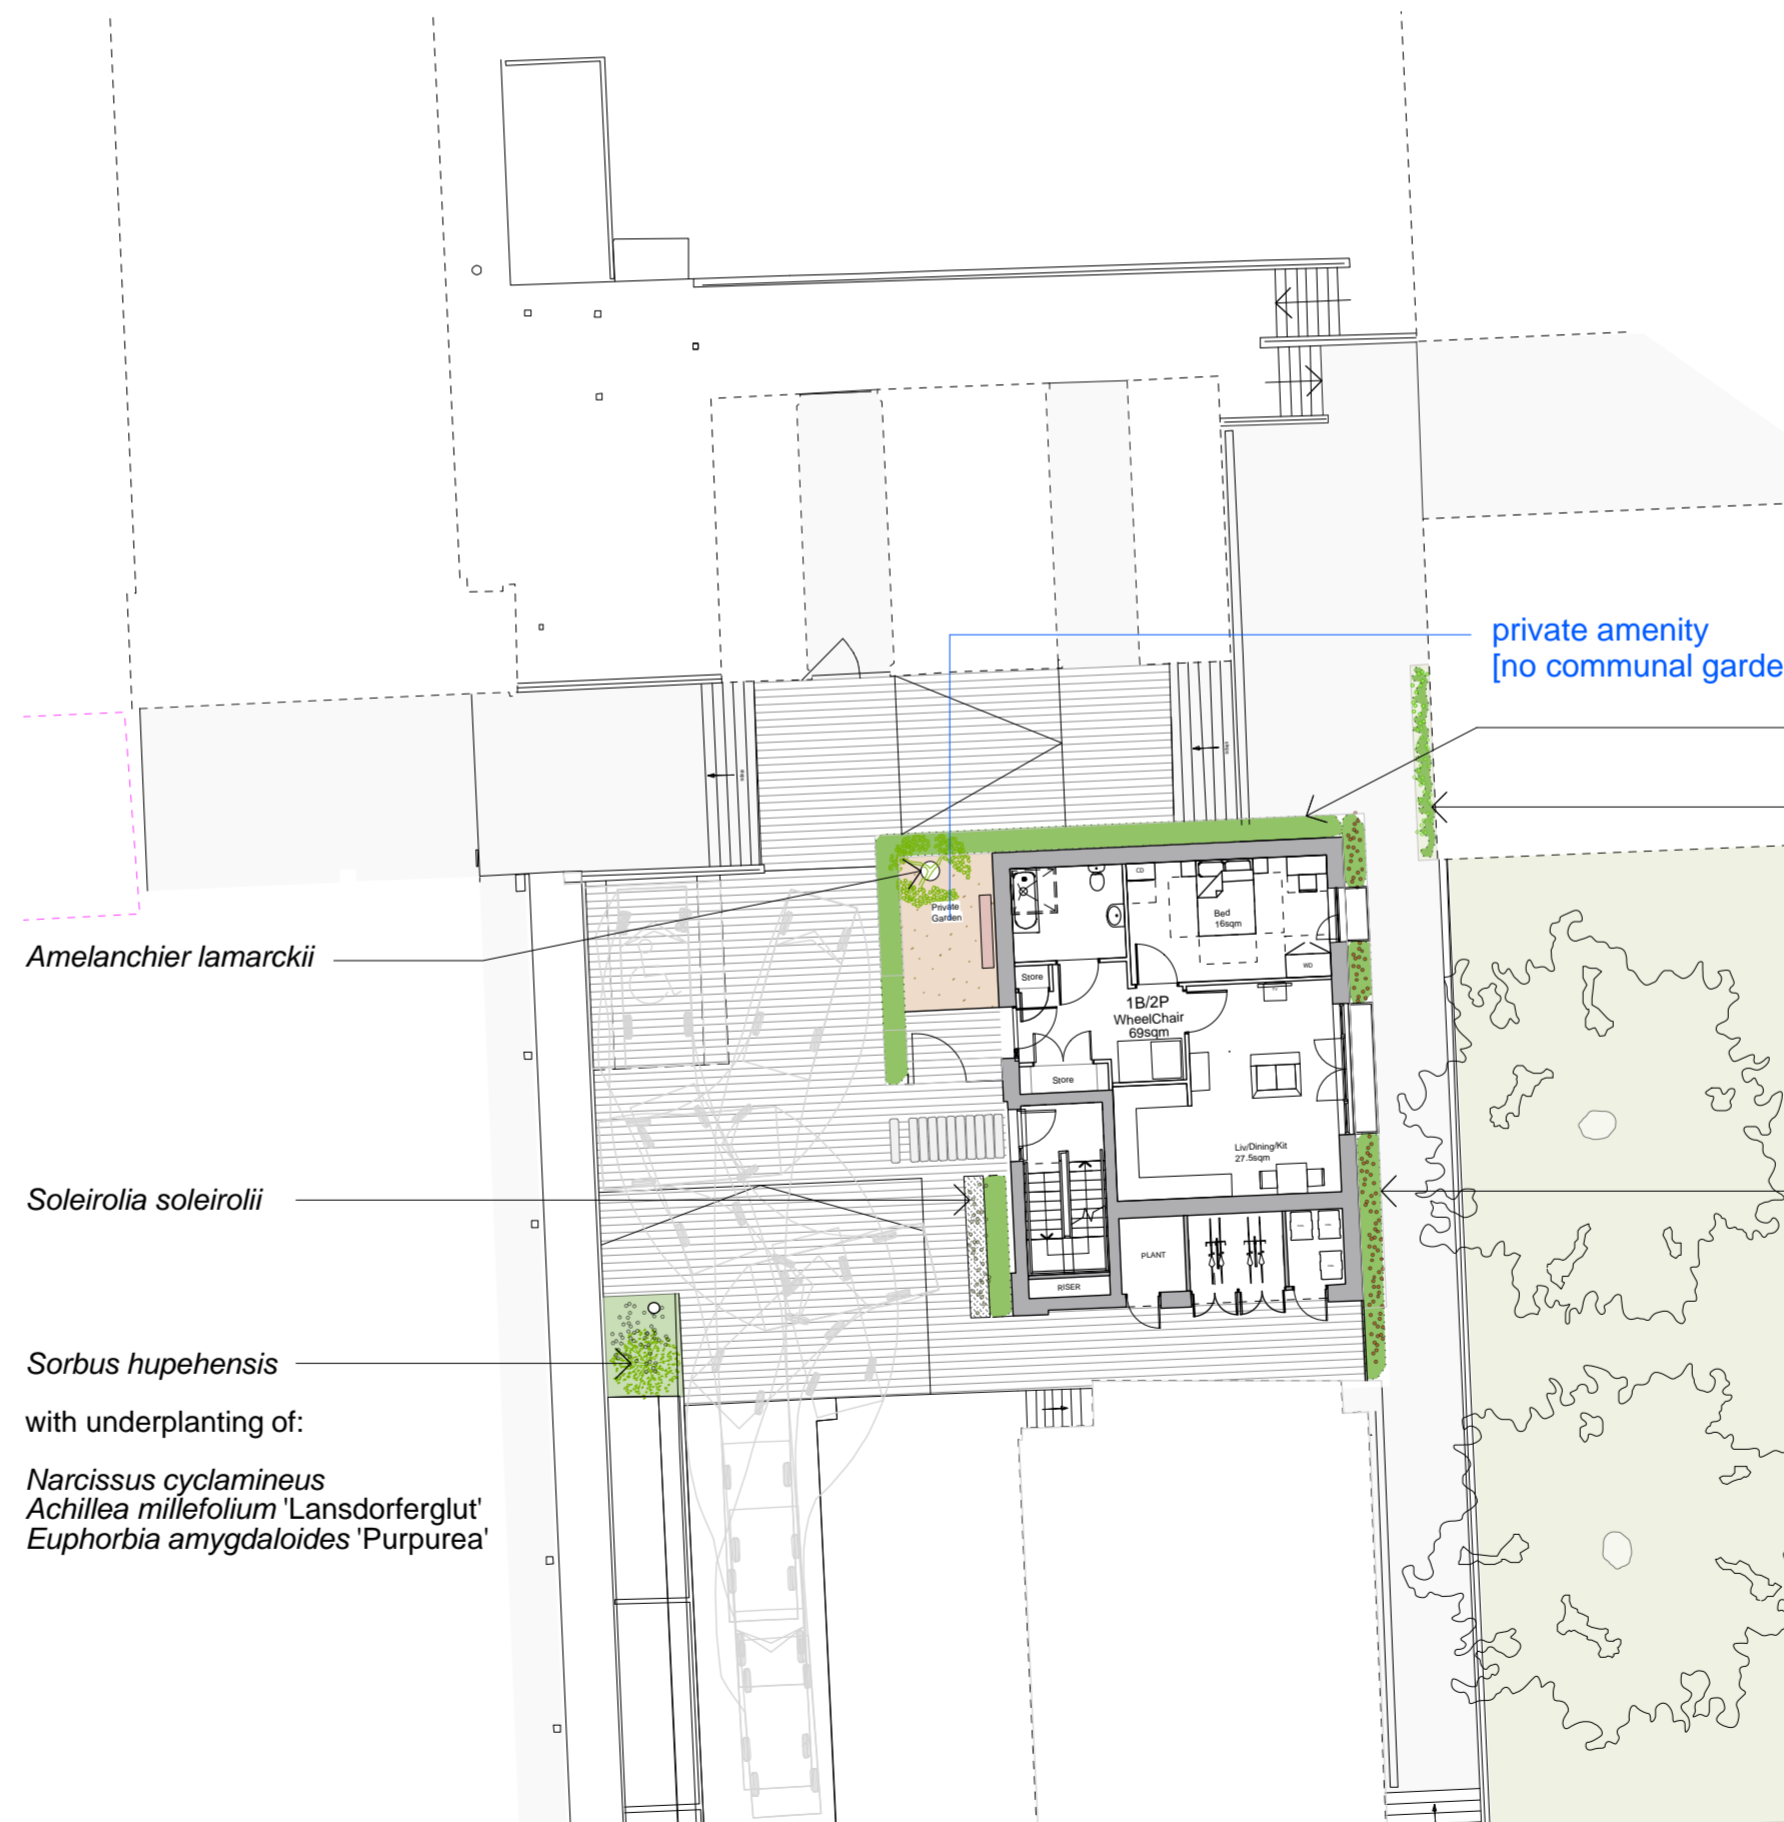 private amenity
[no communal garde
Private
Garden
CD
Bed
16sqm
WD
Amelanchier lamarckii
Store
1B/2P
WheelChair
69sqm
Store
Liv/Dining/Kit
27.5sqm
Soleirolia soleirolii
PLANT
RISER
Sorbus hupehensis
with underplanting of:
Narcissus cyclamineus
Achillea millefolium 'Lansdorferglut'
Euphorbia amygdaloides 'Purpurea'